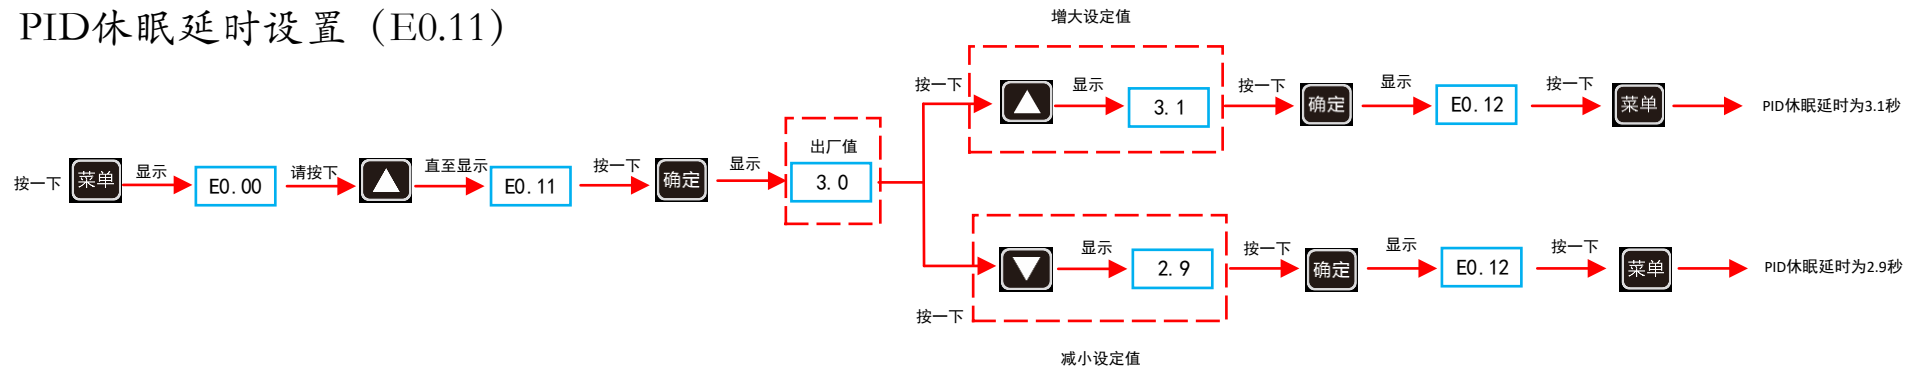 PID休眠延时设置（E0.11）
按一下 菜单 显示 E0.00 请按下 直至显示 E0.11 按一下 确定 显示 出厂值 3.0
增大设定值
按一下 显示 3.1 按一下 确定 显示 E0.12 按一下 菜单 PID休眠延时为3.1秒
按一下 显示 2.9 按一下 确定 显示 E0.12 按一下 菜单 PID休眠延时为2.9秒
减小设定值